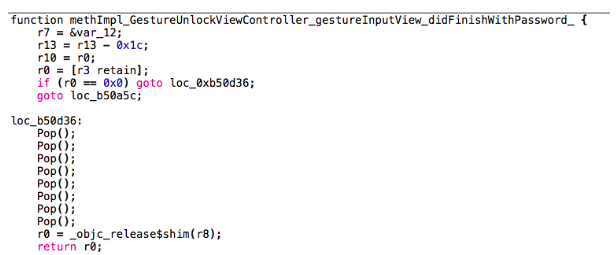 function methImpl_GestureUnlockViewController_gestureInputView_didFinishWithPassword_ {
r7 = &var_12;
r13 = r13 - 0x1c;
r10 = r0;
r0 = [r3 retain];
if (r0 == 0x0) goto loc_0xb50d36;
goto loc_b50a5c;
loc_b50d36:
Pop();
Pop();
Pop();
Pop();
Pop();
Pop();
Pop();
Pop();
r0 = _objc_release$shim(r8);
return r0;